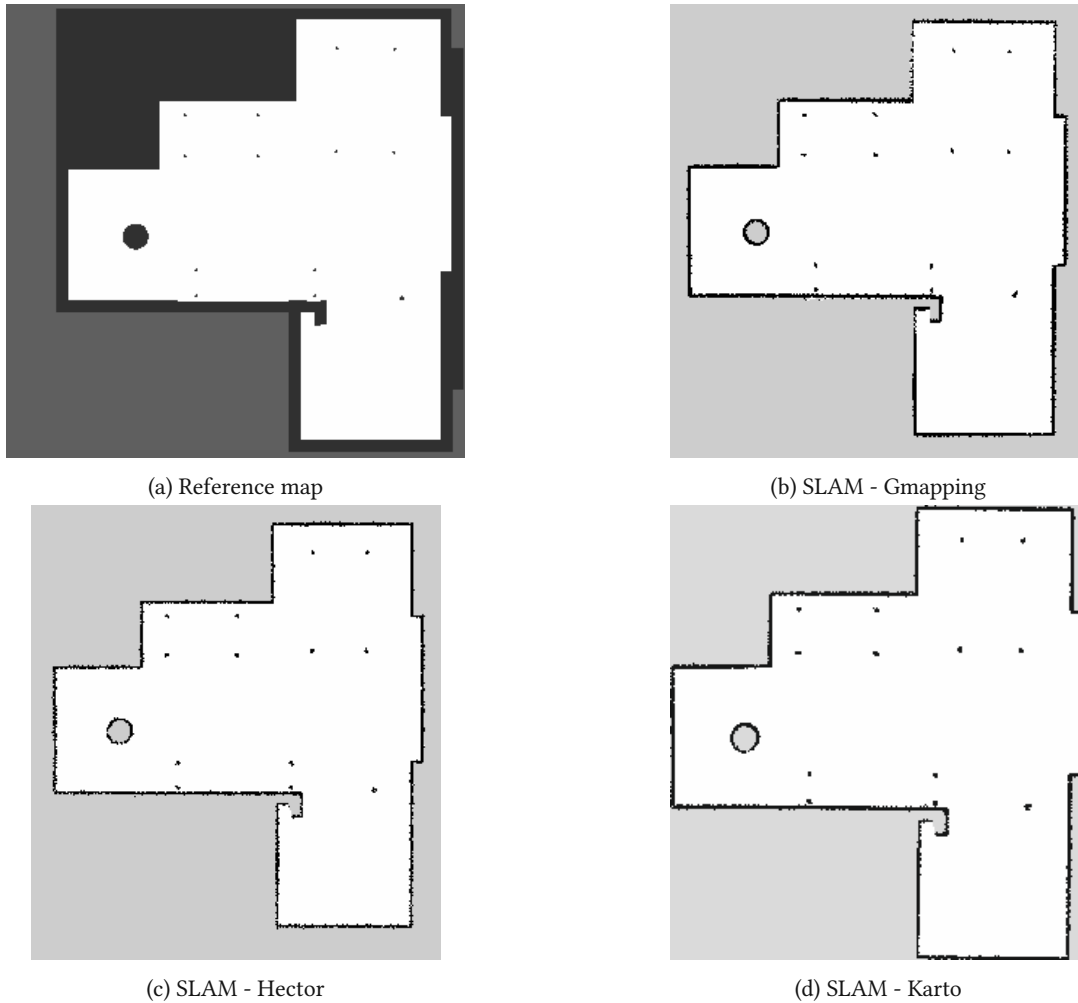 (a) Reference map
(b) SLAM - Gmapping
(c) SLAM - Hector
(d) SLAM - Karto